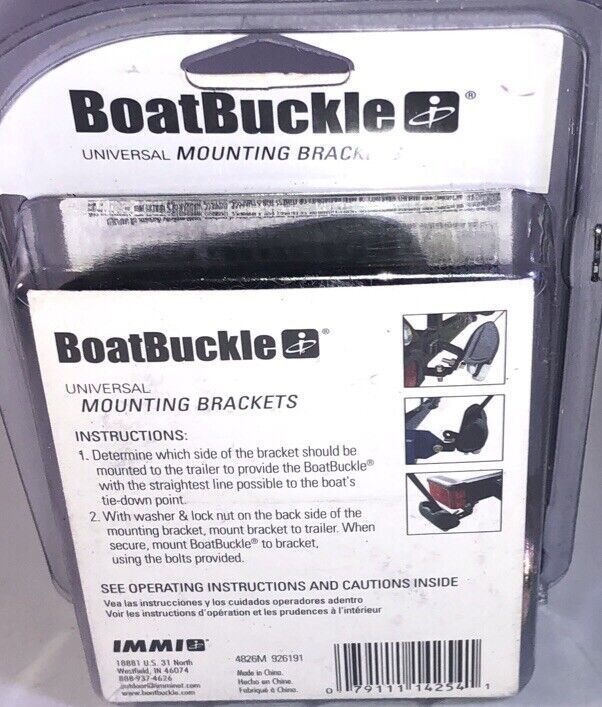 BoatBuckle ®
UNIVERSAL MOUNTING
BoatBuckle ®
UNIVERSAL
MOUNTING BRACKETS
INSTRUCTIONS:
1. Determine which side of the bracket should be
mounted to the trailer to provide the BoatBuckle®
with the straightest line possible to the boat's
tie-down point.
2. With washer & lock nut on the back side of the
mounting bracket, mount bracket to trailer. When
secure, mount BoatBuckle® to bracket,
using the bolts provided.
SEE OPERATING INSTRUCTIONS AND CAUTIONS INSIDE
Vea las instrucciones y los cuidados operadores adentro
Voir les instructions d'opération et les prudences à l'intérieur
IMMI
18881 U.S. 31 North
Westfield, IN 46074
888-937-4626
outdoor@imminet.com
www.boatbuckle.com
4826M 926191
Made in China.
Hecho en China.
Fabriqué à Chine.
0 79111 14254 1